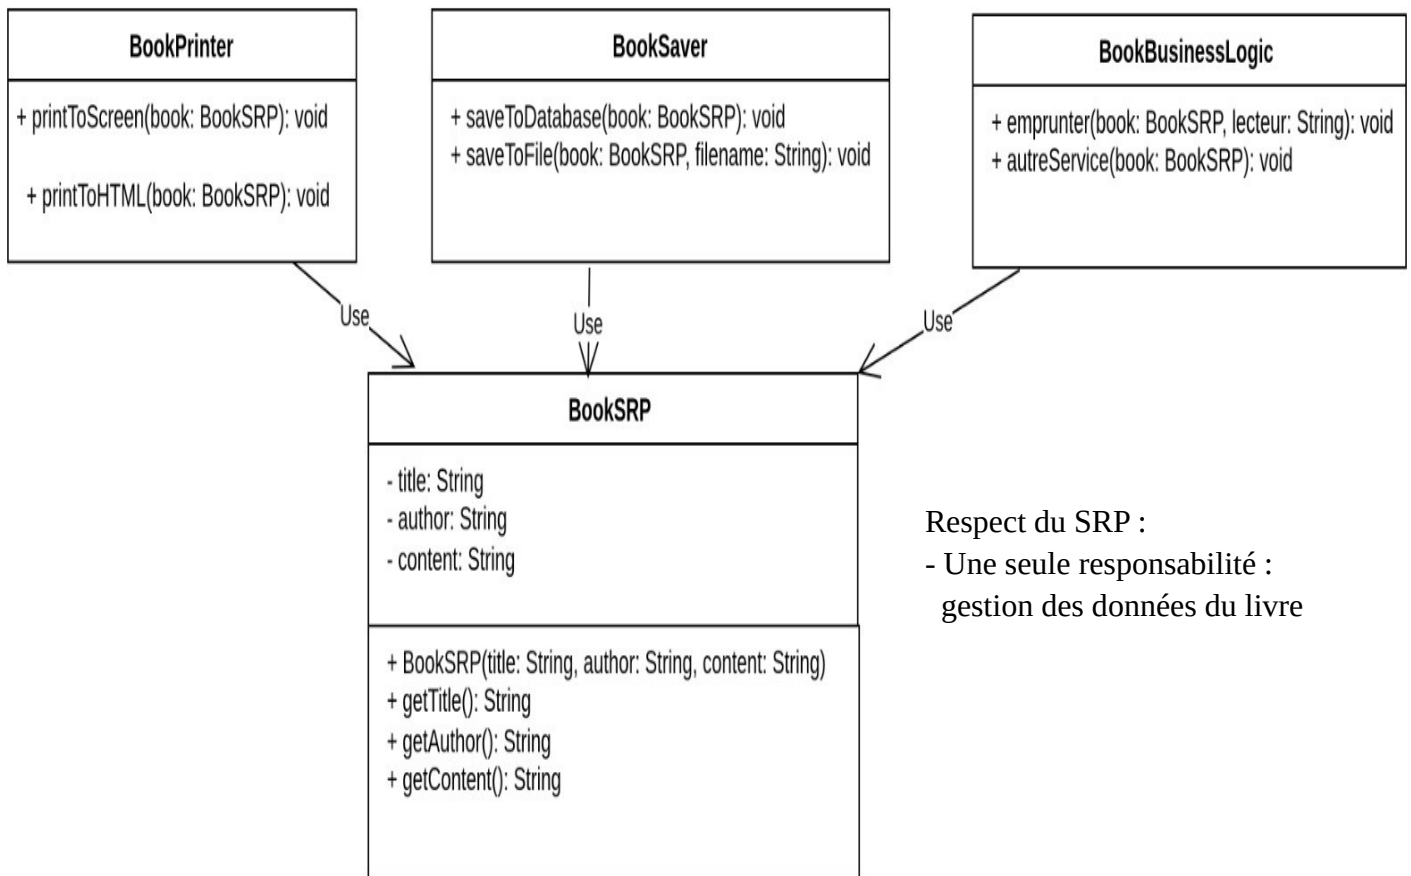 BookPrinter
+ printToScreen(book: BookSRP): void
+ printToHTML(book: BookSRP): void
BookSaver
+ saveToDatabase(book: BookSRP): void
+ saveToFile(book: BookSRP, filename: String): void
BookBusinessLogic
+ emprunter(book: BookSRP, lecteur: String): void
+ autreService(book: BookSRP): void
Use
Use
Use
BookSRP
- title: String
- author: String
- content: String
+ BookSRP(title: String, author: String, content: String)
+ getTitle(): String
+ getAuthor(): String
+ getContent(): String
Respect du SRP :
- Une seule responsabilité :
gestion des données du livre